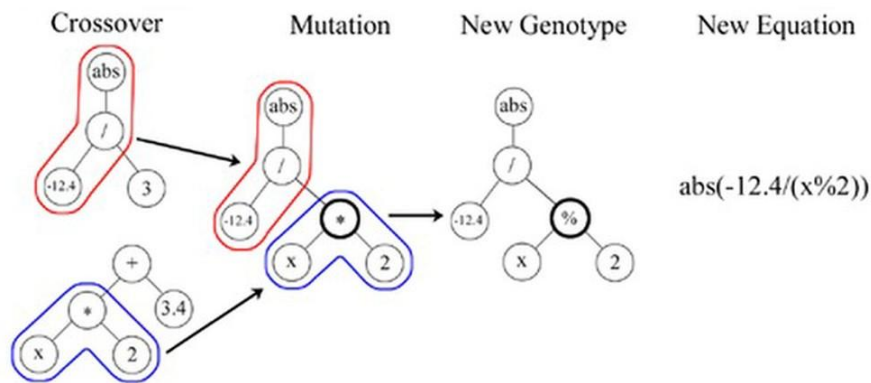 Crossover Mutation New Genotype New Equation
abs
abs abs
/
/ /
-12.4 3
abs(-12.4/(x%2))
-12.4 * -12.4 %
+
x 2 x 2
3.4
*
x 2